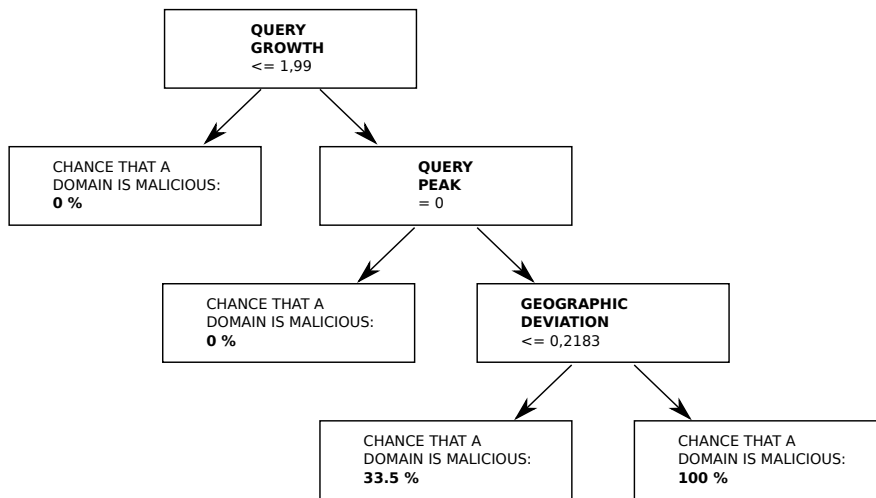 QUERY
GROWTH
<= 1,99
CHANCE THAT A
DOMAIN IS MALICIOUS:
0 %
QUERY
PEAK
= 0
CHANCE THAT A
DOMAIN IS MALICIOUS:
0 %
GEOGRAPHIC
DEVIATION
<= 0,2183
CHANCE THAT A
DOMAIN IS MALICIOUS:
33.5 %
CHANCE THAT A
DOMAIN IS MALICIOUS:
100 %